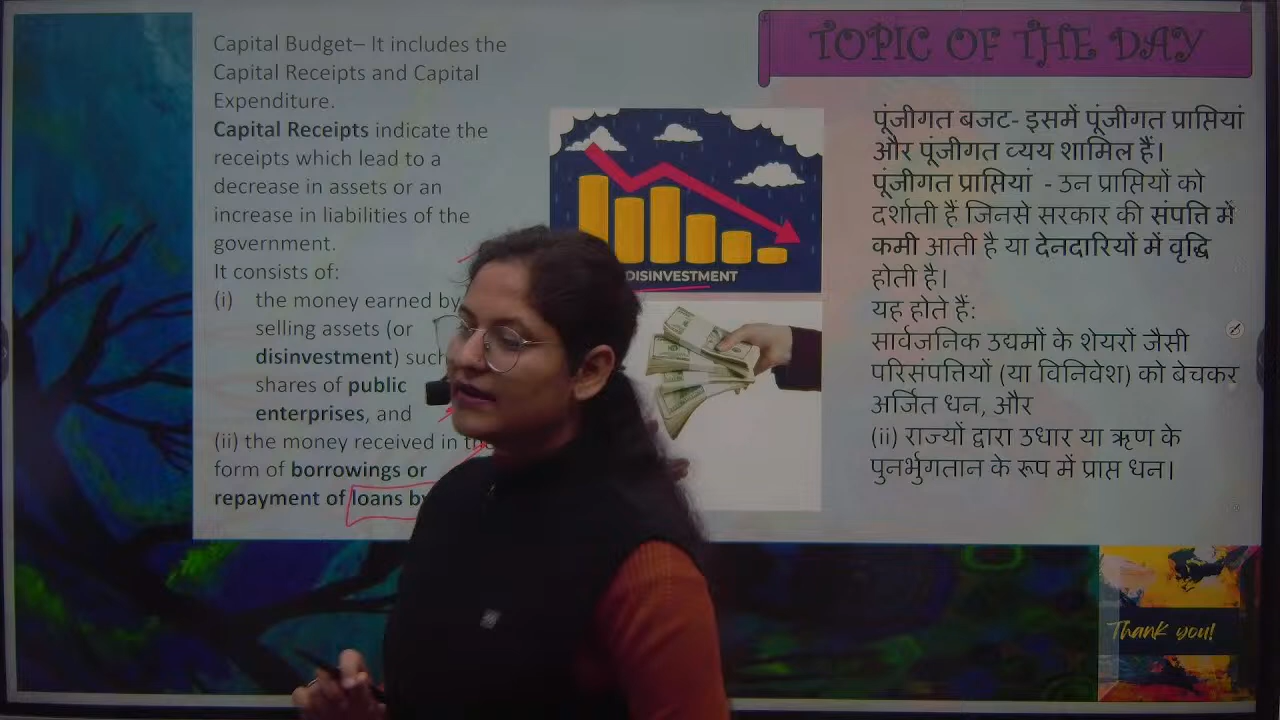 Capital Budget– It includes the
Capital Receipts and Capital
Expenditure.
Capital Receipts indicate the
receipts which lead to a
decrease in assets or an
increase in liabilities of the
government.
It consists of:
(i) the money earned by
selling assets (or
disinvestment) such
shares of public
enterprises, and
(ii) the money received in the
form of borrowings or
repayment of loans by
DISINVESTMENT
TOPIC OF THE DAY
पूंजीगत बजट- इसमें पूंजीगत प्राप्तियां
और पूंजीगत व्यय शामिल हैं।
पूंजीगत प्राप्तियां - उन प्राप्तियों को
दर्शाती हैं जिनसे सरकार की संपत्ति में
कमी आती है या देनदारियों में वृद्धि
होती है।
यह होते हैं:
सार्वजनिक उद्यमों के शेयरों जैसी
परिसंपत्तियों (या विनिवेश) को बेचकर
अर्जित धन, और
(ii) राज्यों द्वारा उधार या ऋण के
पुनर्भुगतान के रूप में प्राप्त धन।
Thank you!